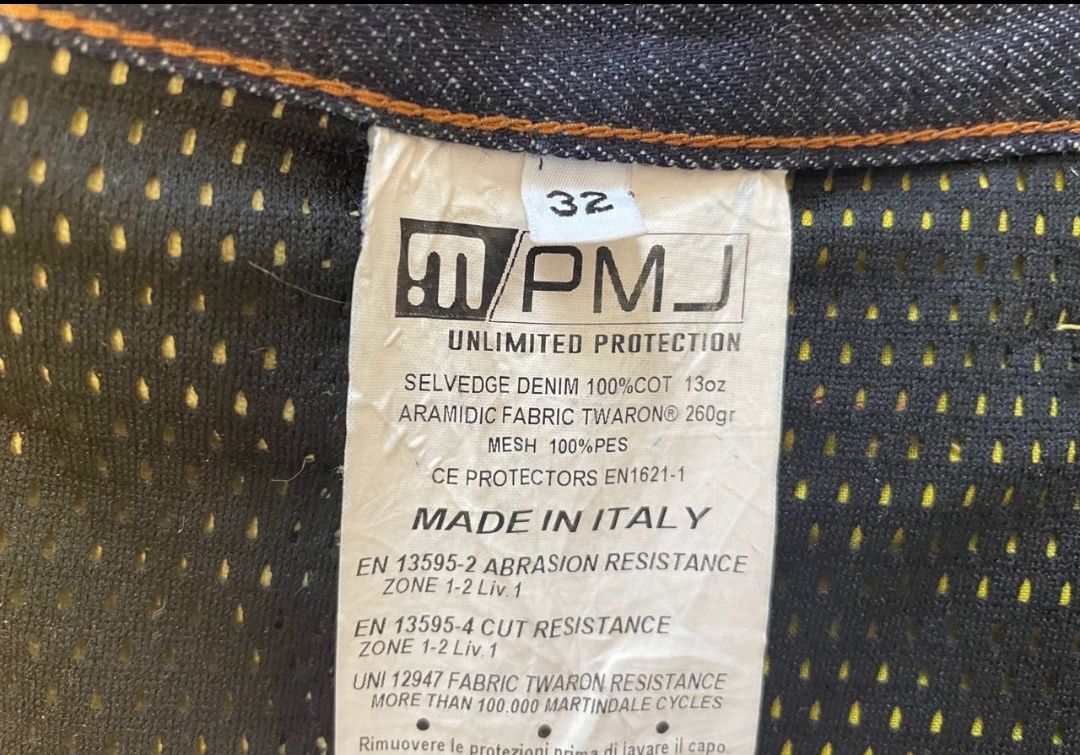 32
PMJ
UNLIMITED PROTECTION
SELVEDGE DENIM 100%COT 13oz
ARAMIDIC FABRIC TWARON® 260gr
MESH 100%PES
CE PROTECTORS EN1621-1
MADE IN ITALY
EN 13595-2 ABRASION RESISTANCE
ZONE 1-2 Liv.1
EN 13595-4 CUT RESISTANCE
ZONE 1-2 Liv.1
UNI 12947 FABRIC TWARON RESISTANCE
MORE THAN 100.000 MARTINDALE CYCLES
Rimuovere le protezioni prima di lavare il capo.